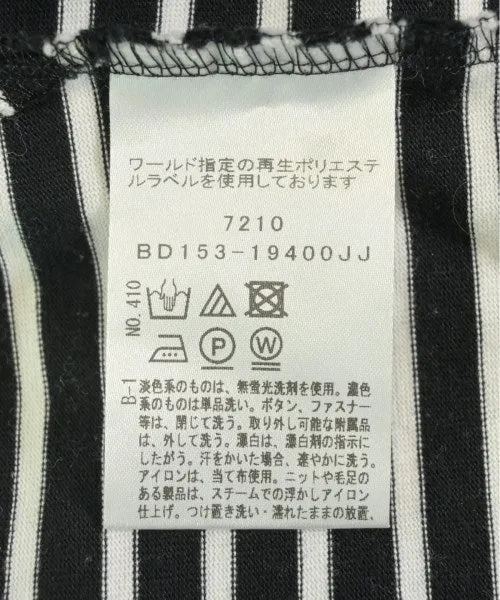 ワールド指定の再生ポリエステ
ルラベルを使用しております
7210
BD153-19400JJ
NO.410
P
W
B-1
淡色系のものは、無蛍光洗剤を使用。濃色
系のものは単品洗い。ボタン、ファスナー
等は、閉じて洗う。取り外し可能な附属品
は、外して洗う。漂白は、漂白剤の指示に
したがう。汗をかいた場合、速やかに洗う。
アイロンは、当て布使用。ニットや毛足の
ある製品は、スチームでの浮かしアイロン
仕上げ。つけ置き洗い・濡れたままの放置、